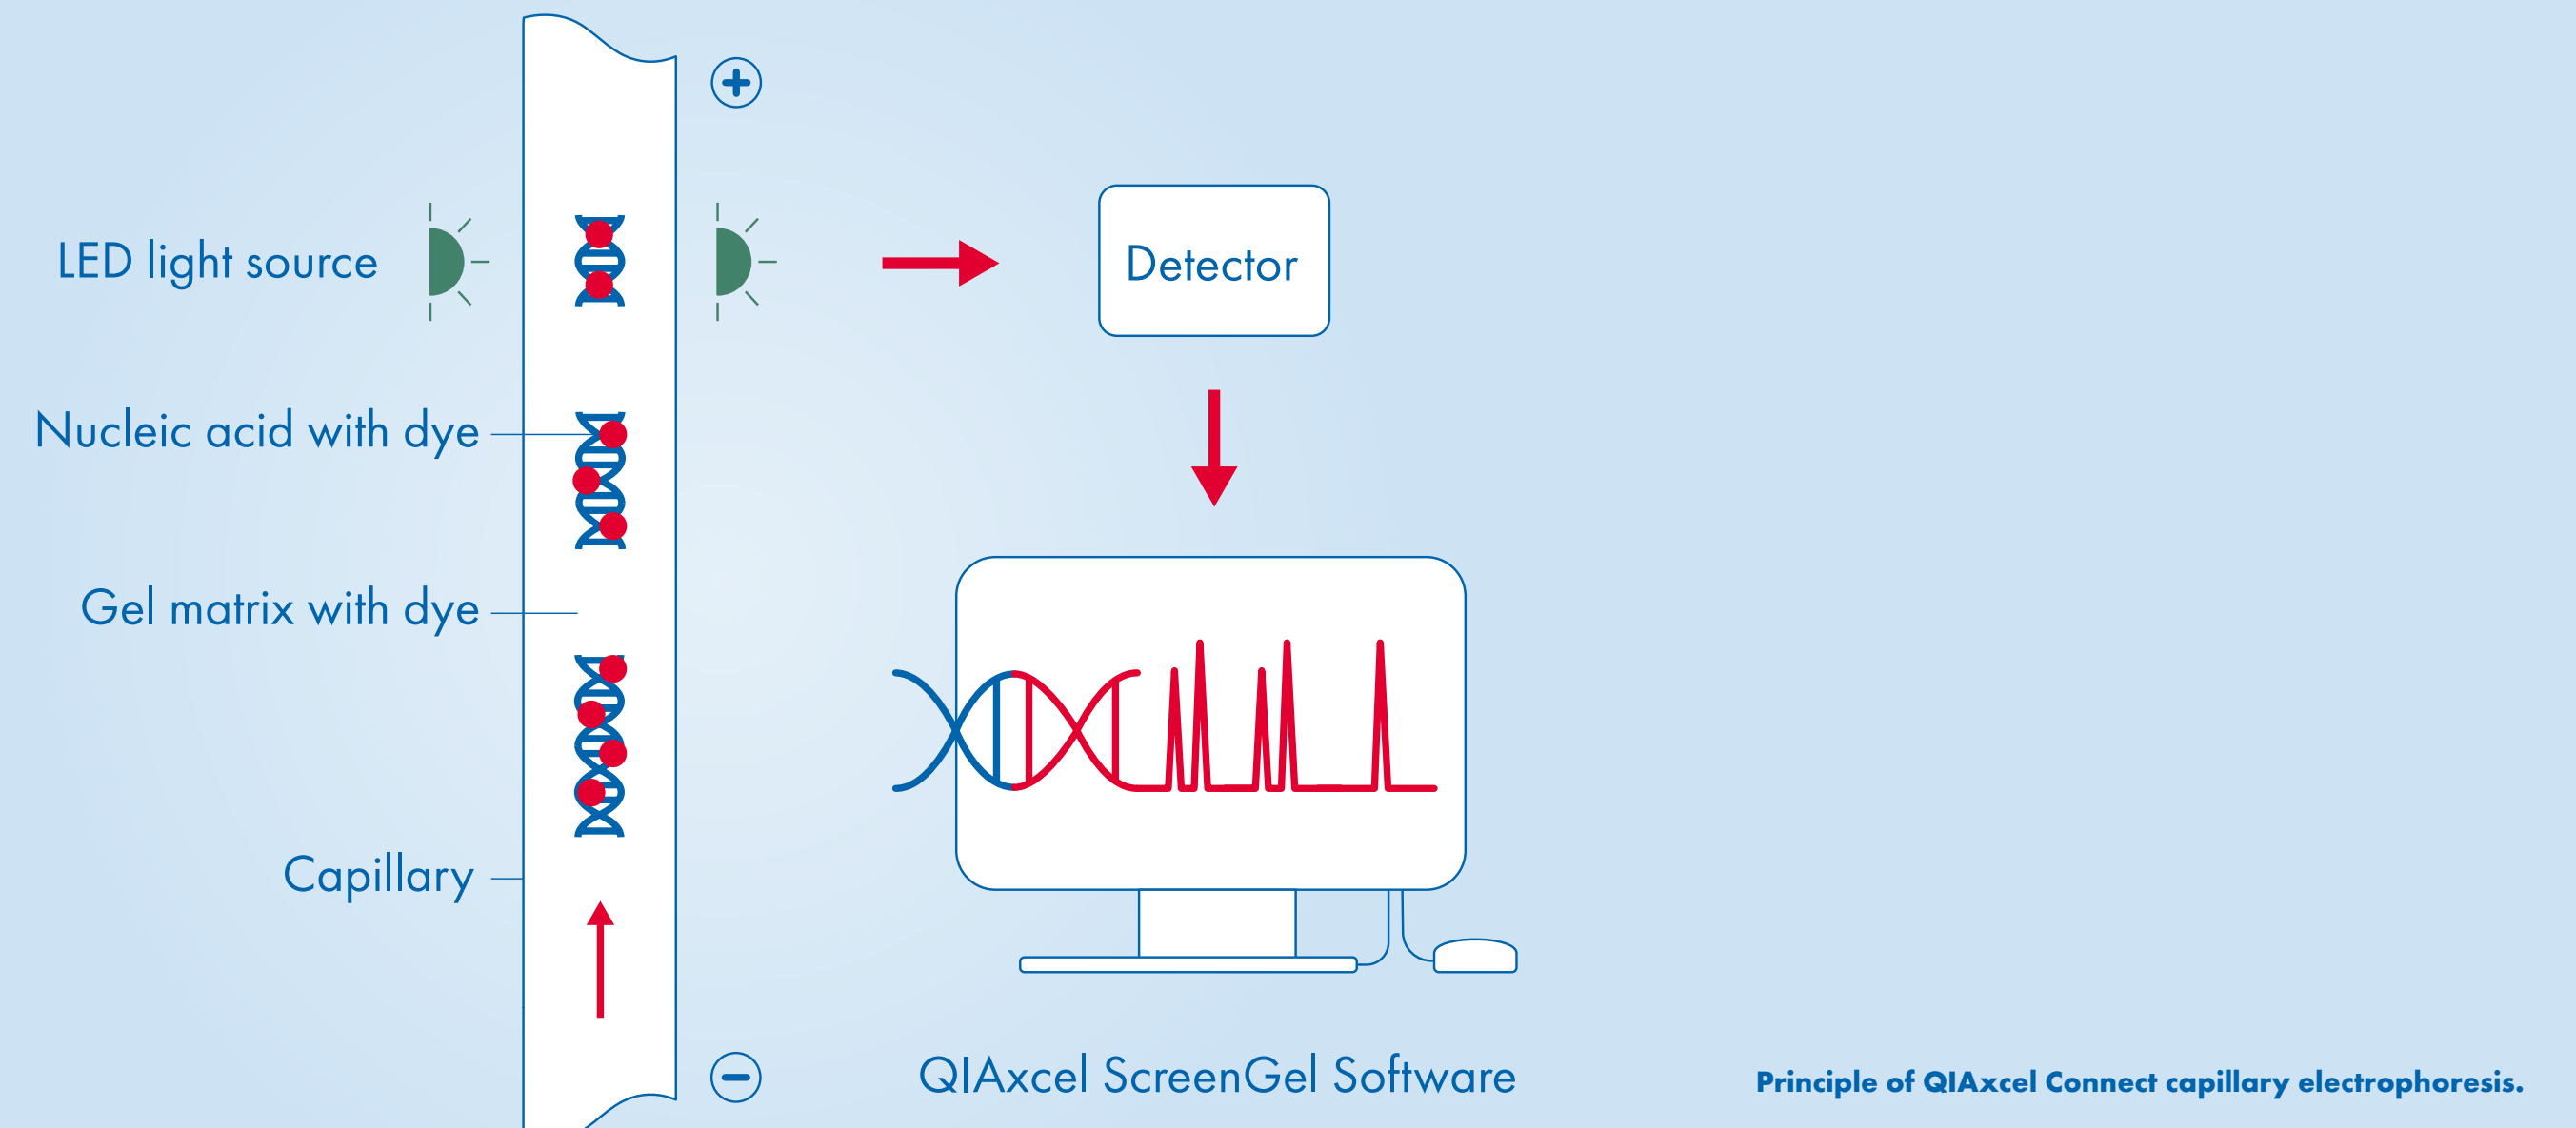 LED light source
Detector
Nucleic acid with dye
Gel matrix with dye
Capillary
QIAxcel ScreenGel Software
Principle of QIAxcel Connect capillary electrophoresis.